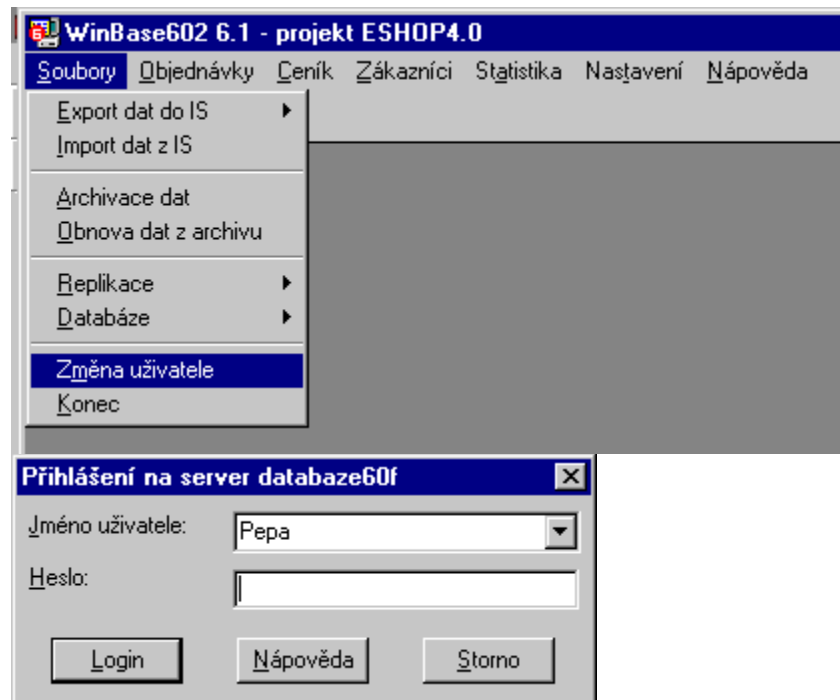 WinBase602 6.1 - projekt ESHOP4.0
Soubory Objednávky Ceník Zákazníci Statistika Nastavení Nápověda
Export dat do IS
Import dat z IS
Archivace dat
Obnova dat z archivu
Replikace
Databáze
Změna uživatele
Konec
Přihlášení na server databaze60f
Jméno uživatele: Pepa
Heslo:
Login Nápověda Storno